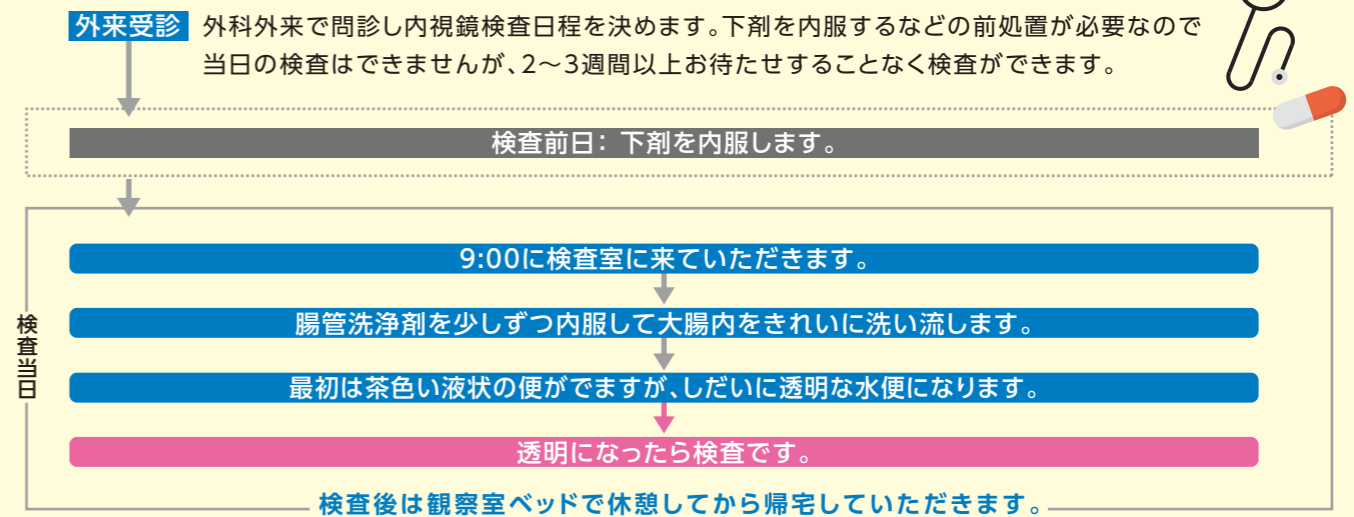 外来受診 外科外来で問診し内視鏡検査日程を決めます。下剤を内服するなどの前処置が必要なので
当日の検査はできませんが、2〜3週間以上お待たせすることなく検査ができます。
検査前日： 下剤を内服します。
検査当日
9:00に検査室に来ていただきます。
腸管洗浄剤を少しずつ内服して大腸内をきれいに洗い流します。
最初は茶色い液状の便がでますが、しだいに透明な水便になります。
透明になったら検査です。
検査後は観察室ベッドで休憩してから帰宅していただきます。